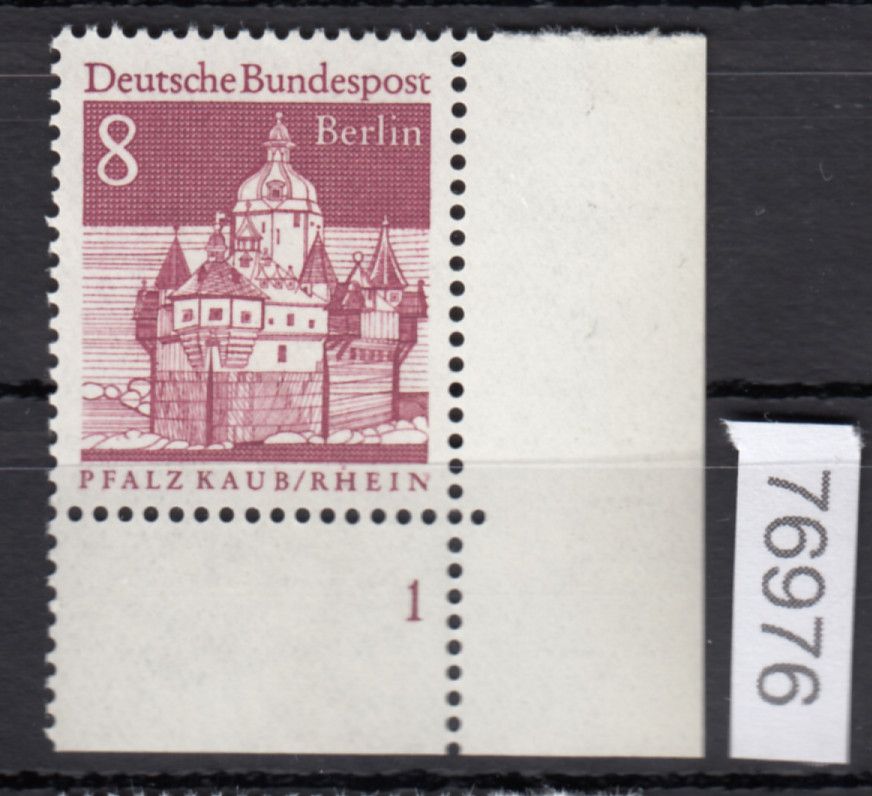 Deutsche Bundespost
8 Berlin
PFALZ KAUB/RHEIN
1
76976